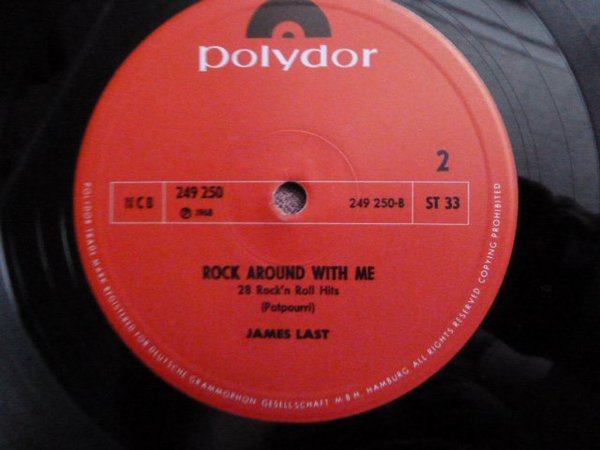 polydor
2
NCB
249 250
℗ 1968
249 250-B
ST 33
ROCK AROUND WITH ME
28 Rock'n Roll Hits
(Potpourri)
JAMES LAST
POLYDOR TRADE MARK REGISTERED FOR DEUTSCHE GRAMMOPHON GESELLSCHAFT M·B·H. HAMBURG ALL RIGHTS RESERVED COPYING PROHIBITED